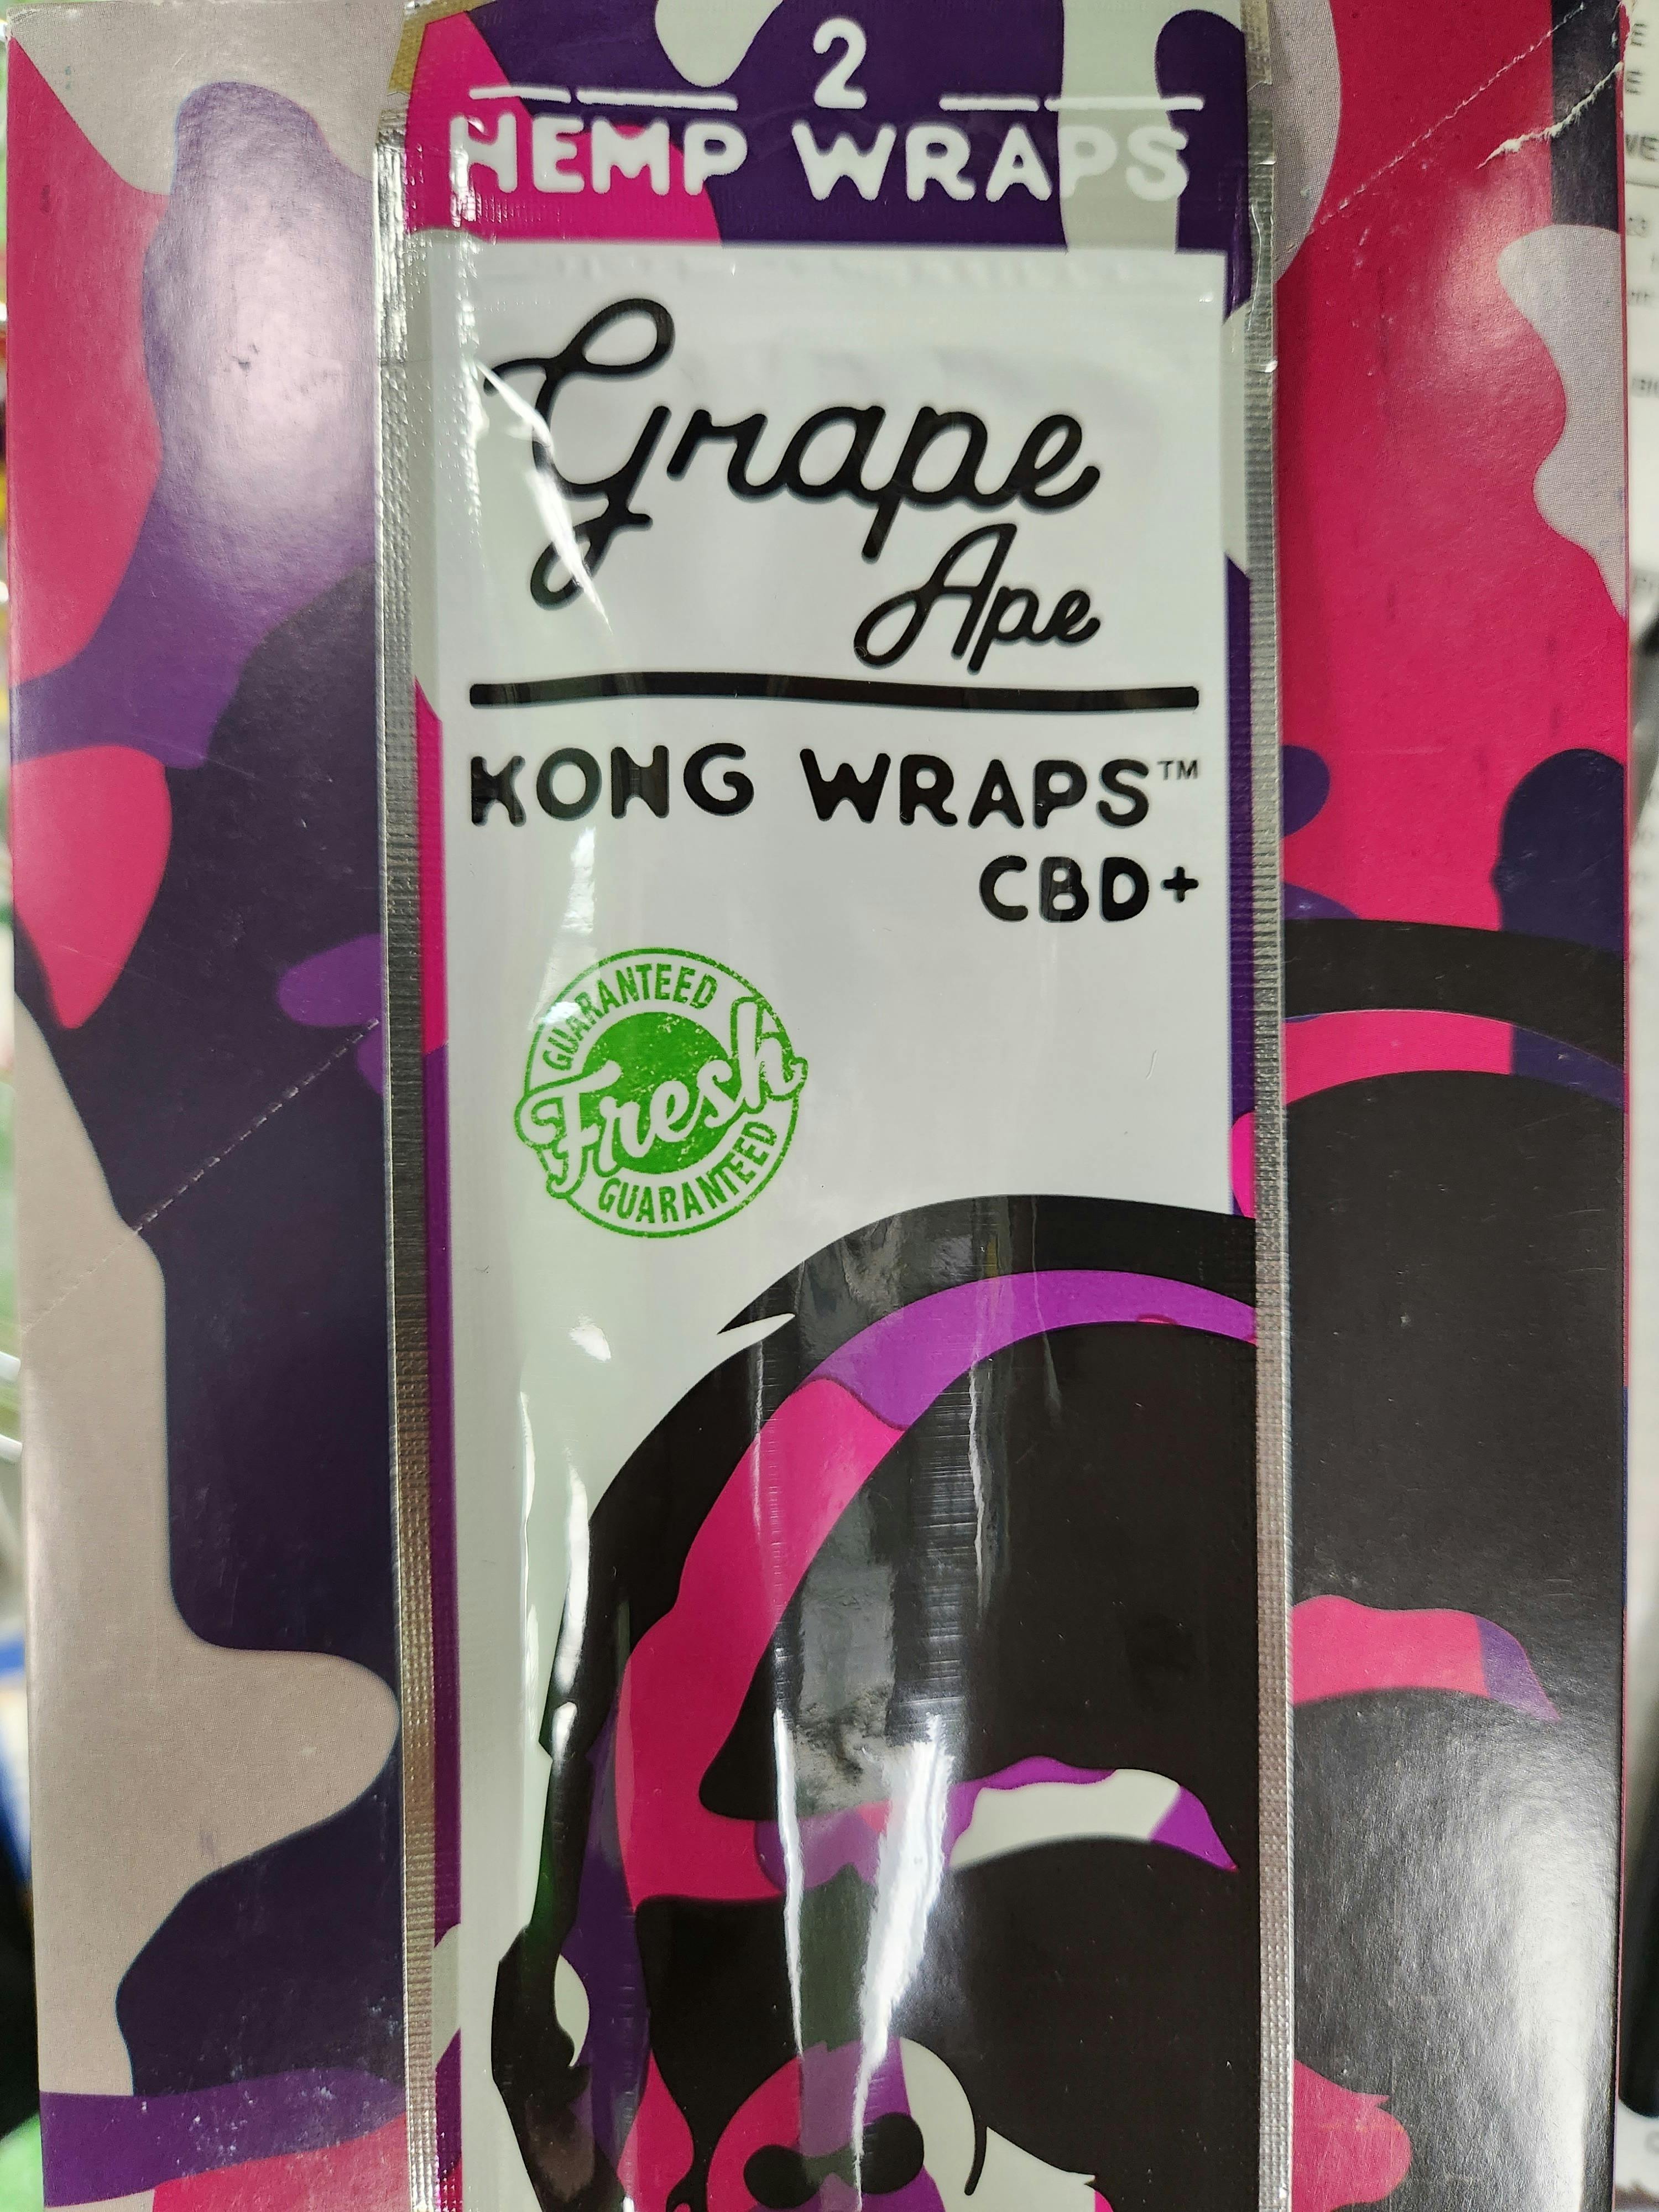 2
HEMP WRAPS
Grape
Ape
KONG WRAPS™
CBD+
GUARANTEED
Fresh
GUARANTEED